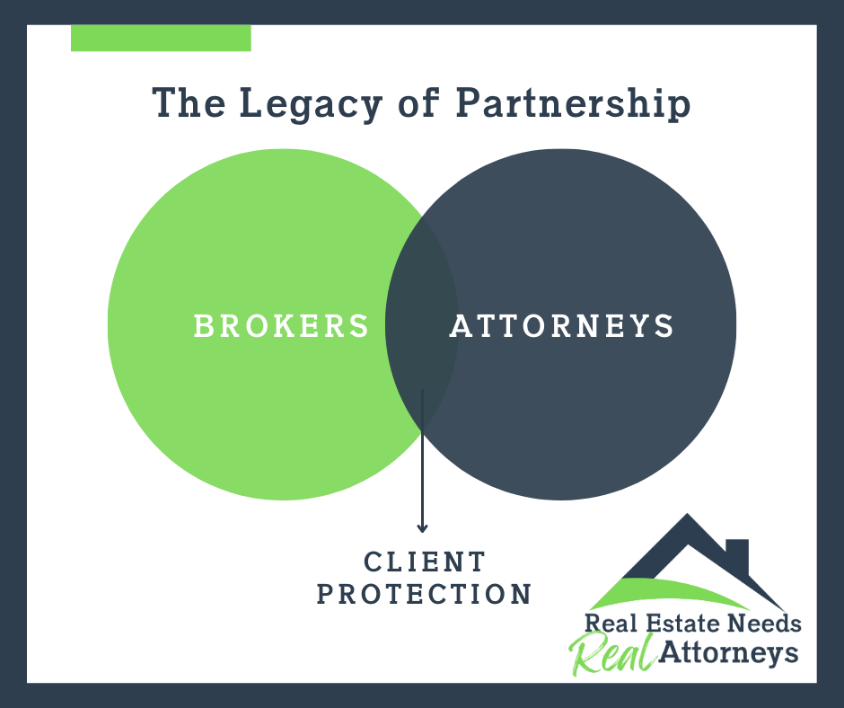 The Legacy of Partnership
BROKERS
ATTORNEYS
CLIENT
PROTECTION
Real Estate Needs
Real Attorneys